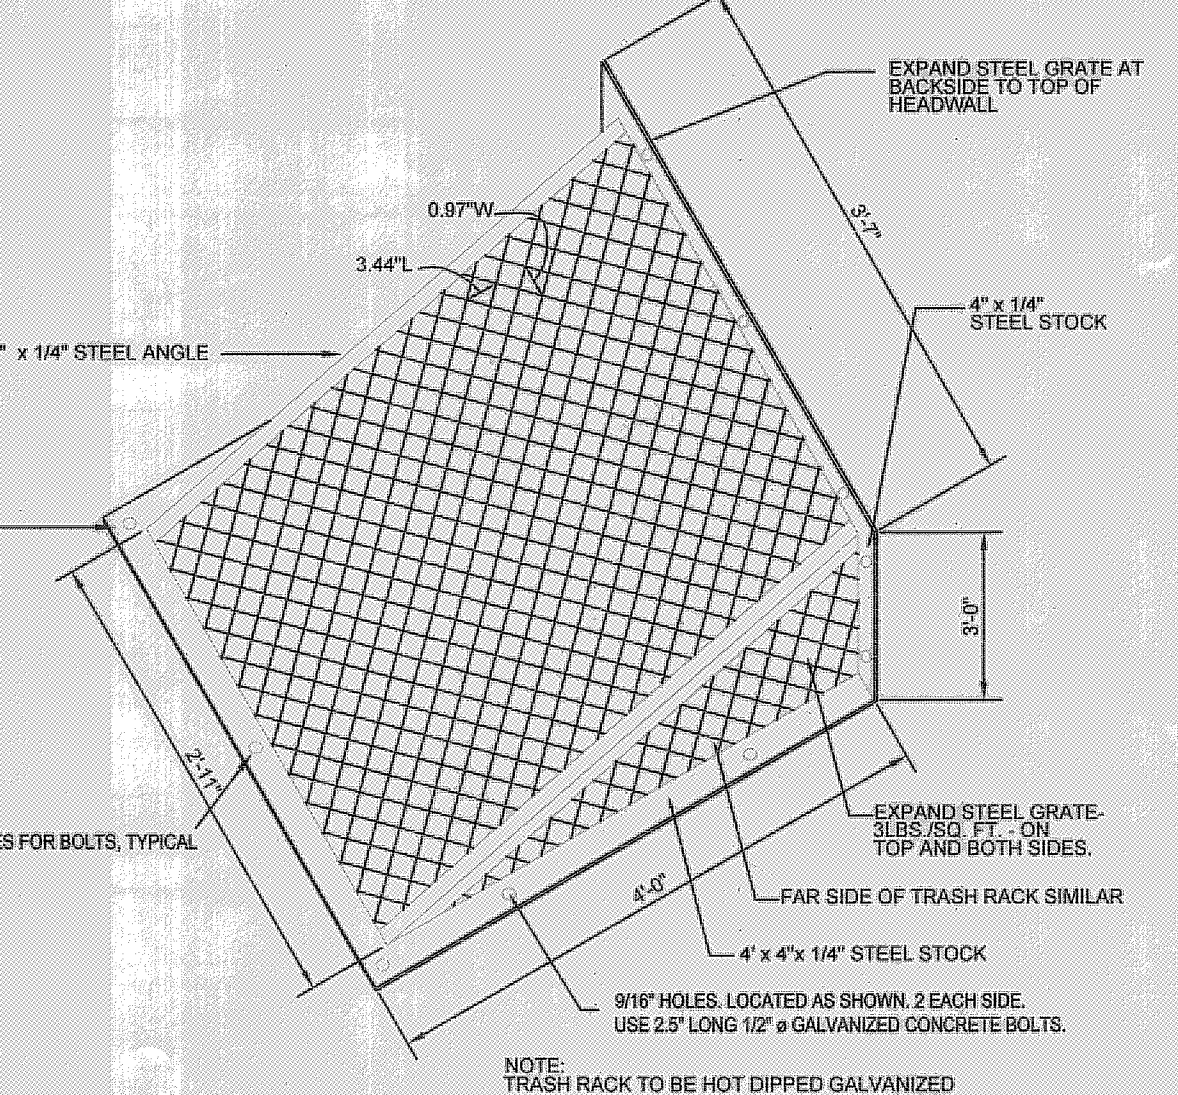 EXPAND STEEL GRATE AT
BACKSIDE TO TOP OF
HEADWALL
0.97"W
3'-7"
3.44"L
4" x 1/4"
STEEL STOCK
" x 1/4" STEEL ANGLE
3'-0"
2'-11"
ES FOR BOLTS, TYPICAL
EXPAND STEEL GRATE-
3LBS./SQ. FT. - ON
TOP AND BOTH SIDES.
4'-0"
FAR SIDE OF TRASH RACK SIMILAR
4' x 4"x 1/4" STEEL STOCK
9/16" HOLES. LOCATED AS SHOWN. 2 EACH SIDE.
USE 2.5" LONG 1/2" ø GALVANIZED CONCRETE BOLTS.
NOTE:
TRASH RACK TO BE HOT DIPPED GALVANIZED